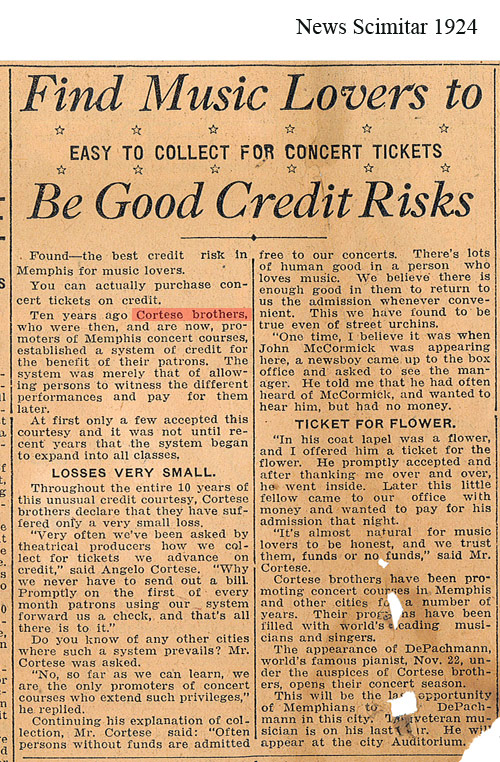 News Scimitar 1924
Find Music Lovers to
EASY TO COLLECT FOR CONCERT TICKETS
Be Good Credit Risks
Found—the best credit risk in
Memphis for music lovers.
You can actually purchase con-
cert tickets on credit.
Ten years ago Cortese brothers,
who were then, and are now, pro-
moters of Memphis concert courses,
established a system of credit for
the benefit of their patrons. The
system was merely that of allow-
ing persons to witness the different
performances and pay for them
later.
At first only a few accepted this
courtesy and it was not until re-
cent years that the system began
to expand into all classes.
LOSSES VERY SMALL.
Throughout the entire 10 years of
this unusual credit courtesy, Cortese
brothers declare that they have suf-
fered only a very small loss.
"Very often we've been asked by
theatrical producers how we col-
lect for tickets we advance on
credit," said Angelo Cortese. "Why
we never have to send out a bill.
Promptly on the first of every
month patrons using our system
forward us a check, and that's all
there is to it."
Do you know of any other cities
where such a system prevails? Mr.
Cortese was asked.
"No, so far as we can learn, we
are the only promoters of concert
courses who extend such privileges,"
he replied.
Continuing his explanation of col-
lection, Mr. Cortese said: "Often
persons without funds are admitted
free to our concerts. There's lots
of human good in a person who
loves music. We believe there is
enough good in them to return to
us the admission whenever conve-
nient. This we have found to be
true even of street urchins.
"One time, I believe it was when
John McCormick was appearing
here, a newsboy came up to the box
office and asked to see the man-
ager. He told me that he had often
heard of McCormick, and wanted to
hear him, but had no money.
TICKET FOR FLOWER.
"In his coat lapel was a flower,
and I offered him a ticket for the
flower. He promptly accepted and
after thanking me over and over,
he went inside. Later this little
fellow came to our office with
money and wanted to pay for his
admission that night.
"It's almost natural for music
lovers to be honest, and we trust
them, funds or no funds," said Mr.
Cortese.
Cortese brothers have been pro-
moting concert courses in Memphis
and other cities a number of
years. Their have been
filled with world's leading musi-
cians and singers.
The appearance of DePachmann,
world's famous pianist, Nov. 22, un-
der the auspices of Cortese broth-
ers, opens their concert season.
This will be the opportunity
of Memphians DePach-
mann in this city. veteran mu-
sician is on his last He will
appear at the city Auditorium.